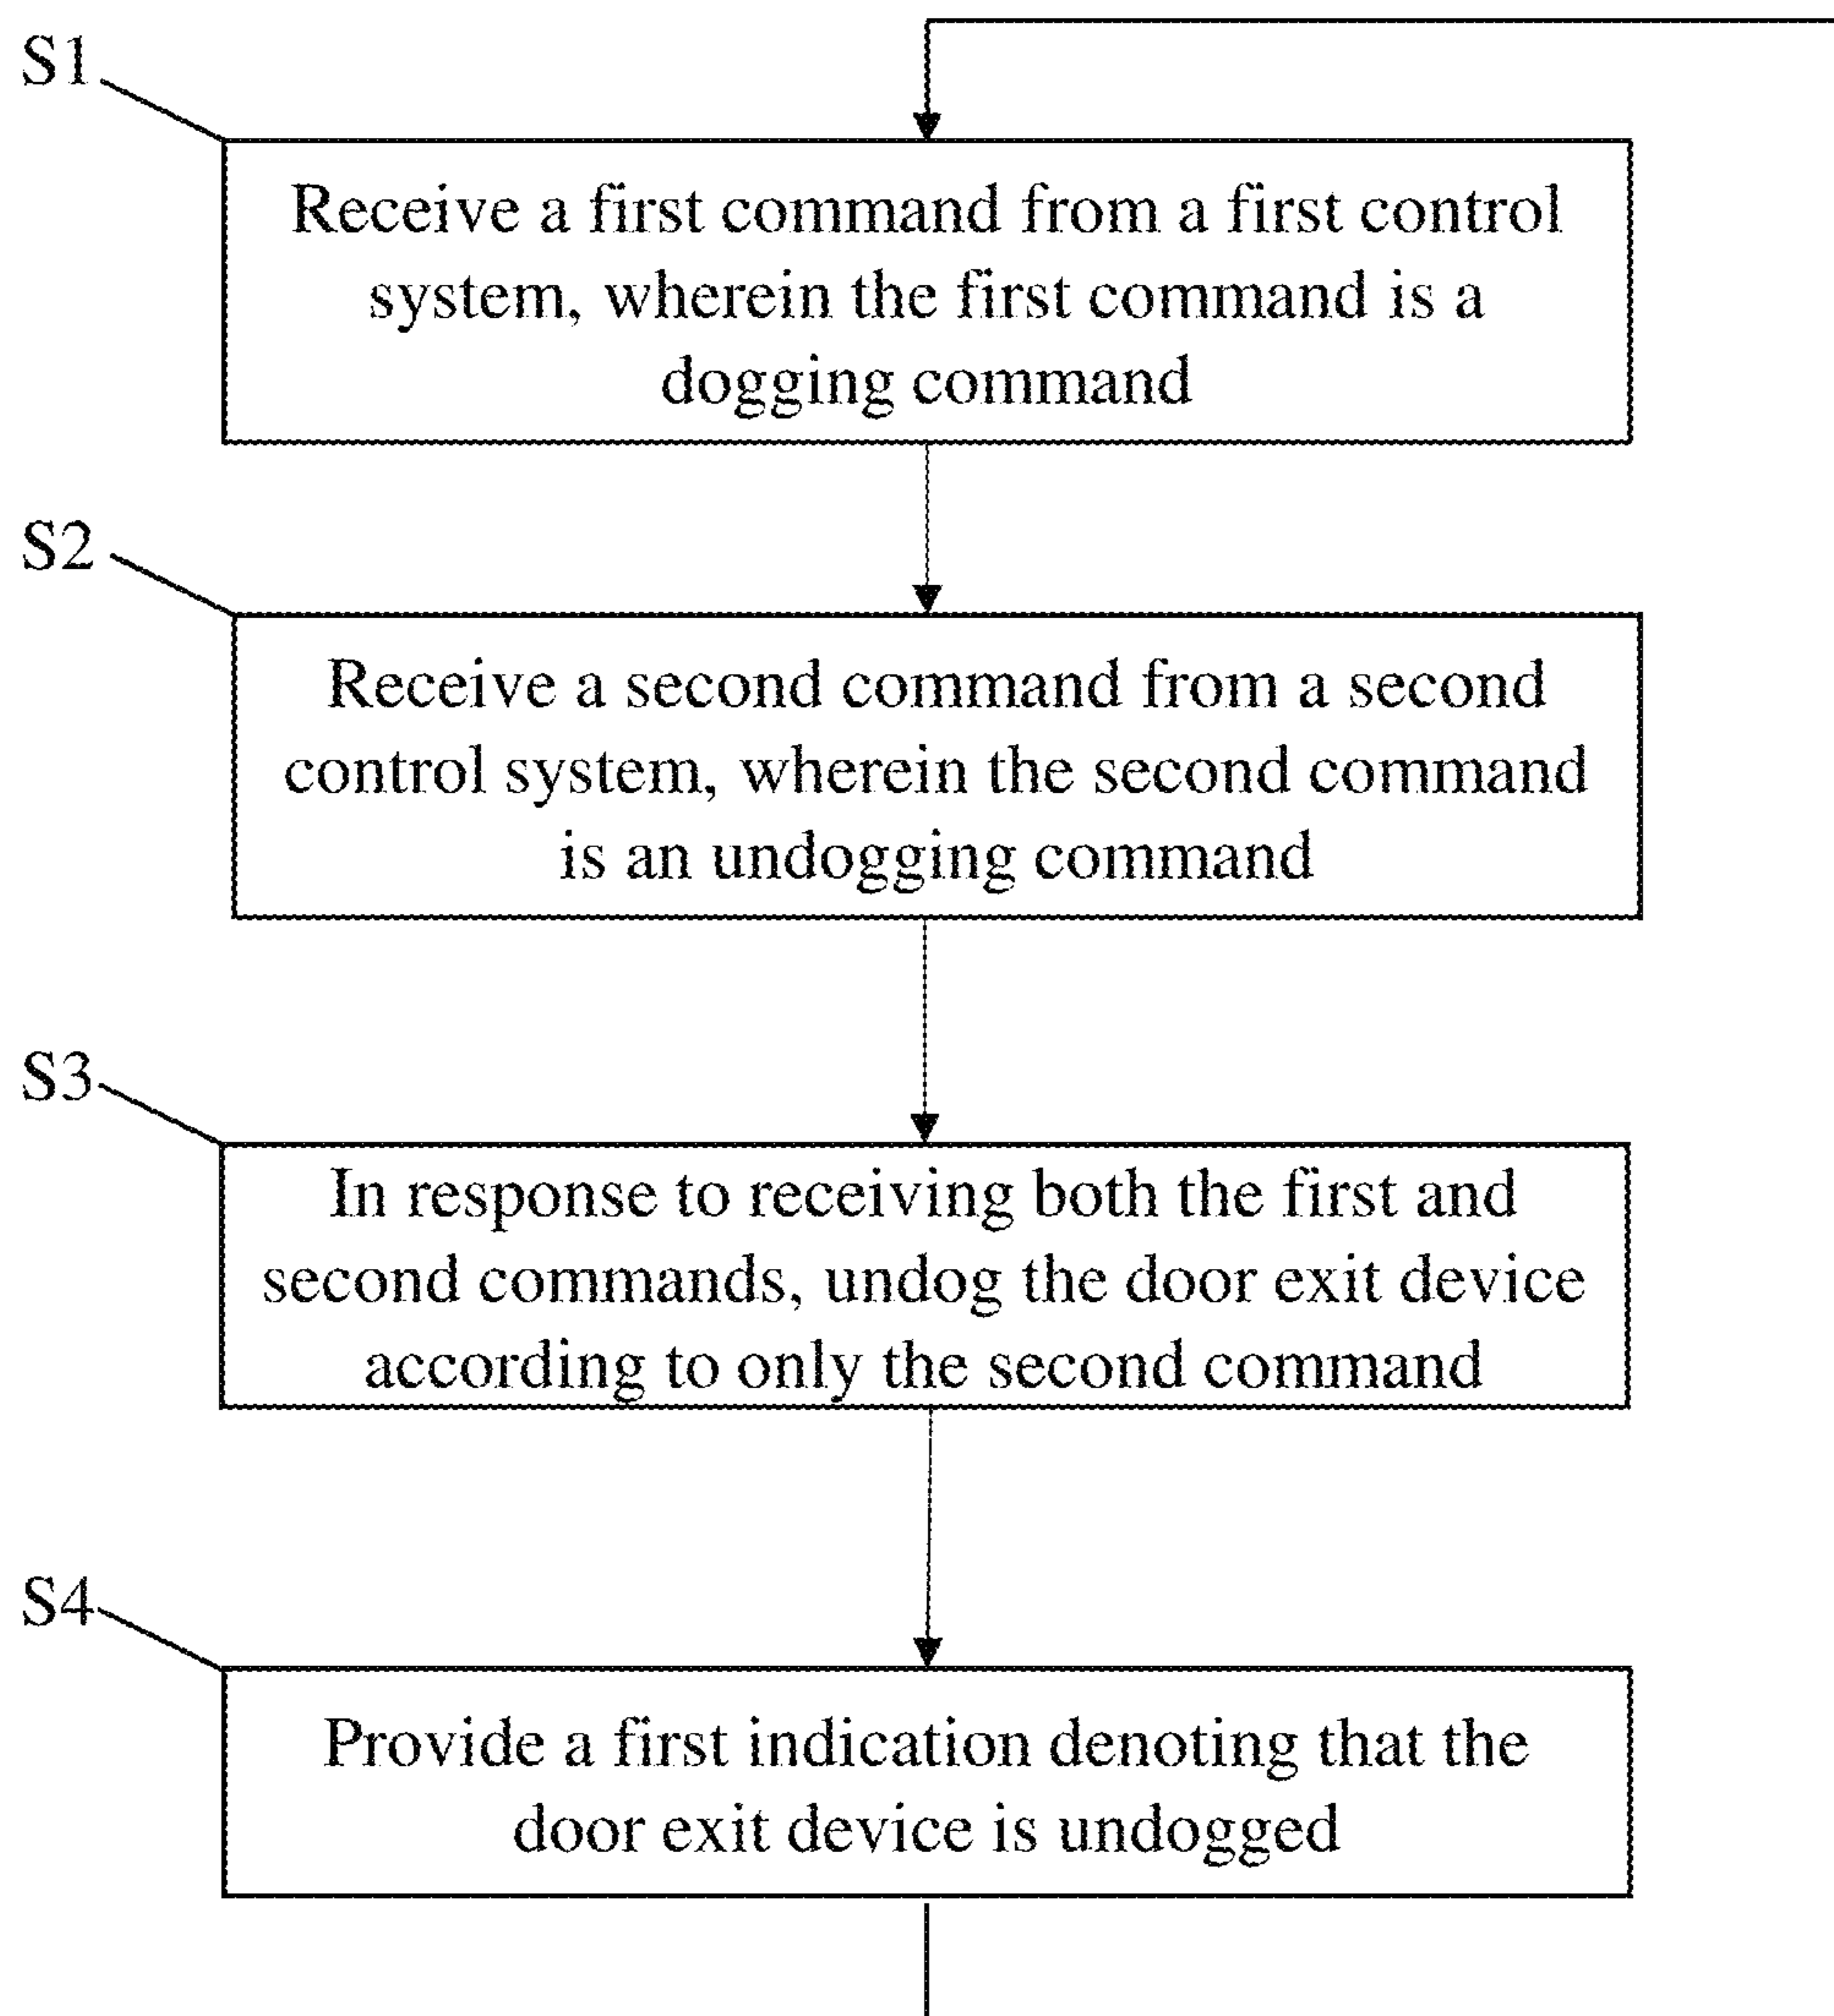 S1
Receive a first command from a first control
system, wherein the first command is a
dogging command
S2
Receive a second command from a second
control system, wherein the second command
is an undogging command
S3
In response to receiving both the first and
second commands, undog the door exit device
according to only the second command
S4
Provide a first indication denoting that the
door exit device is undogged